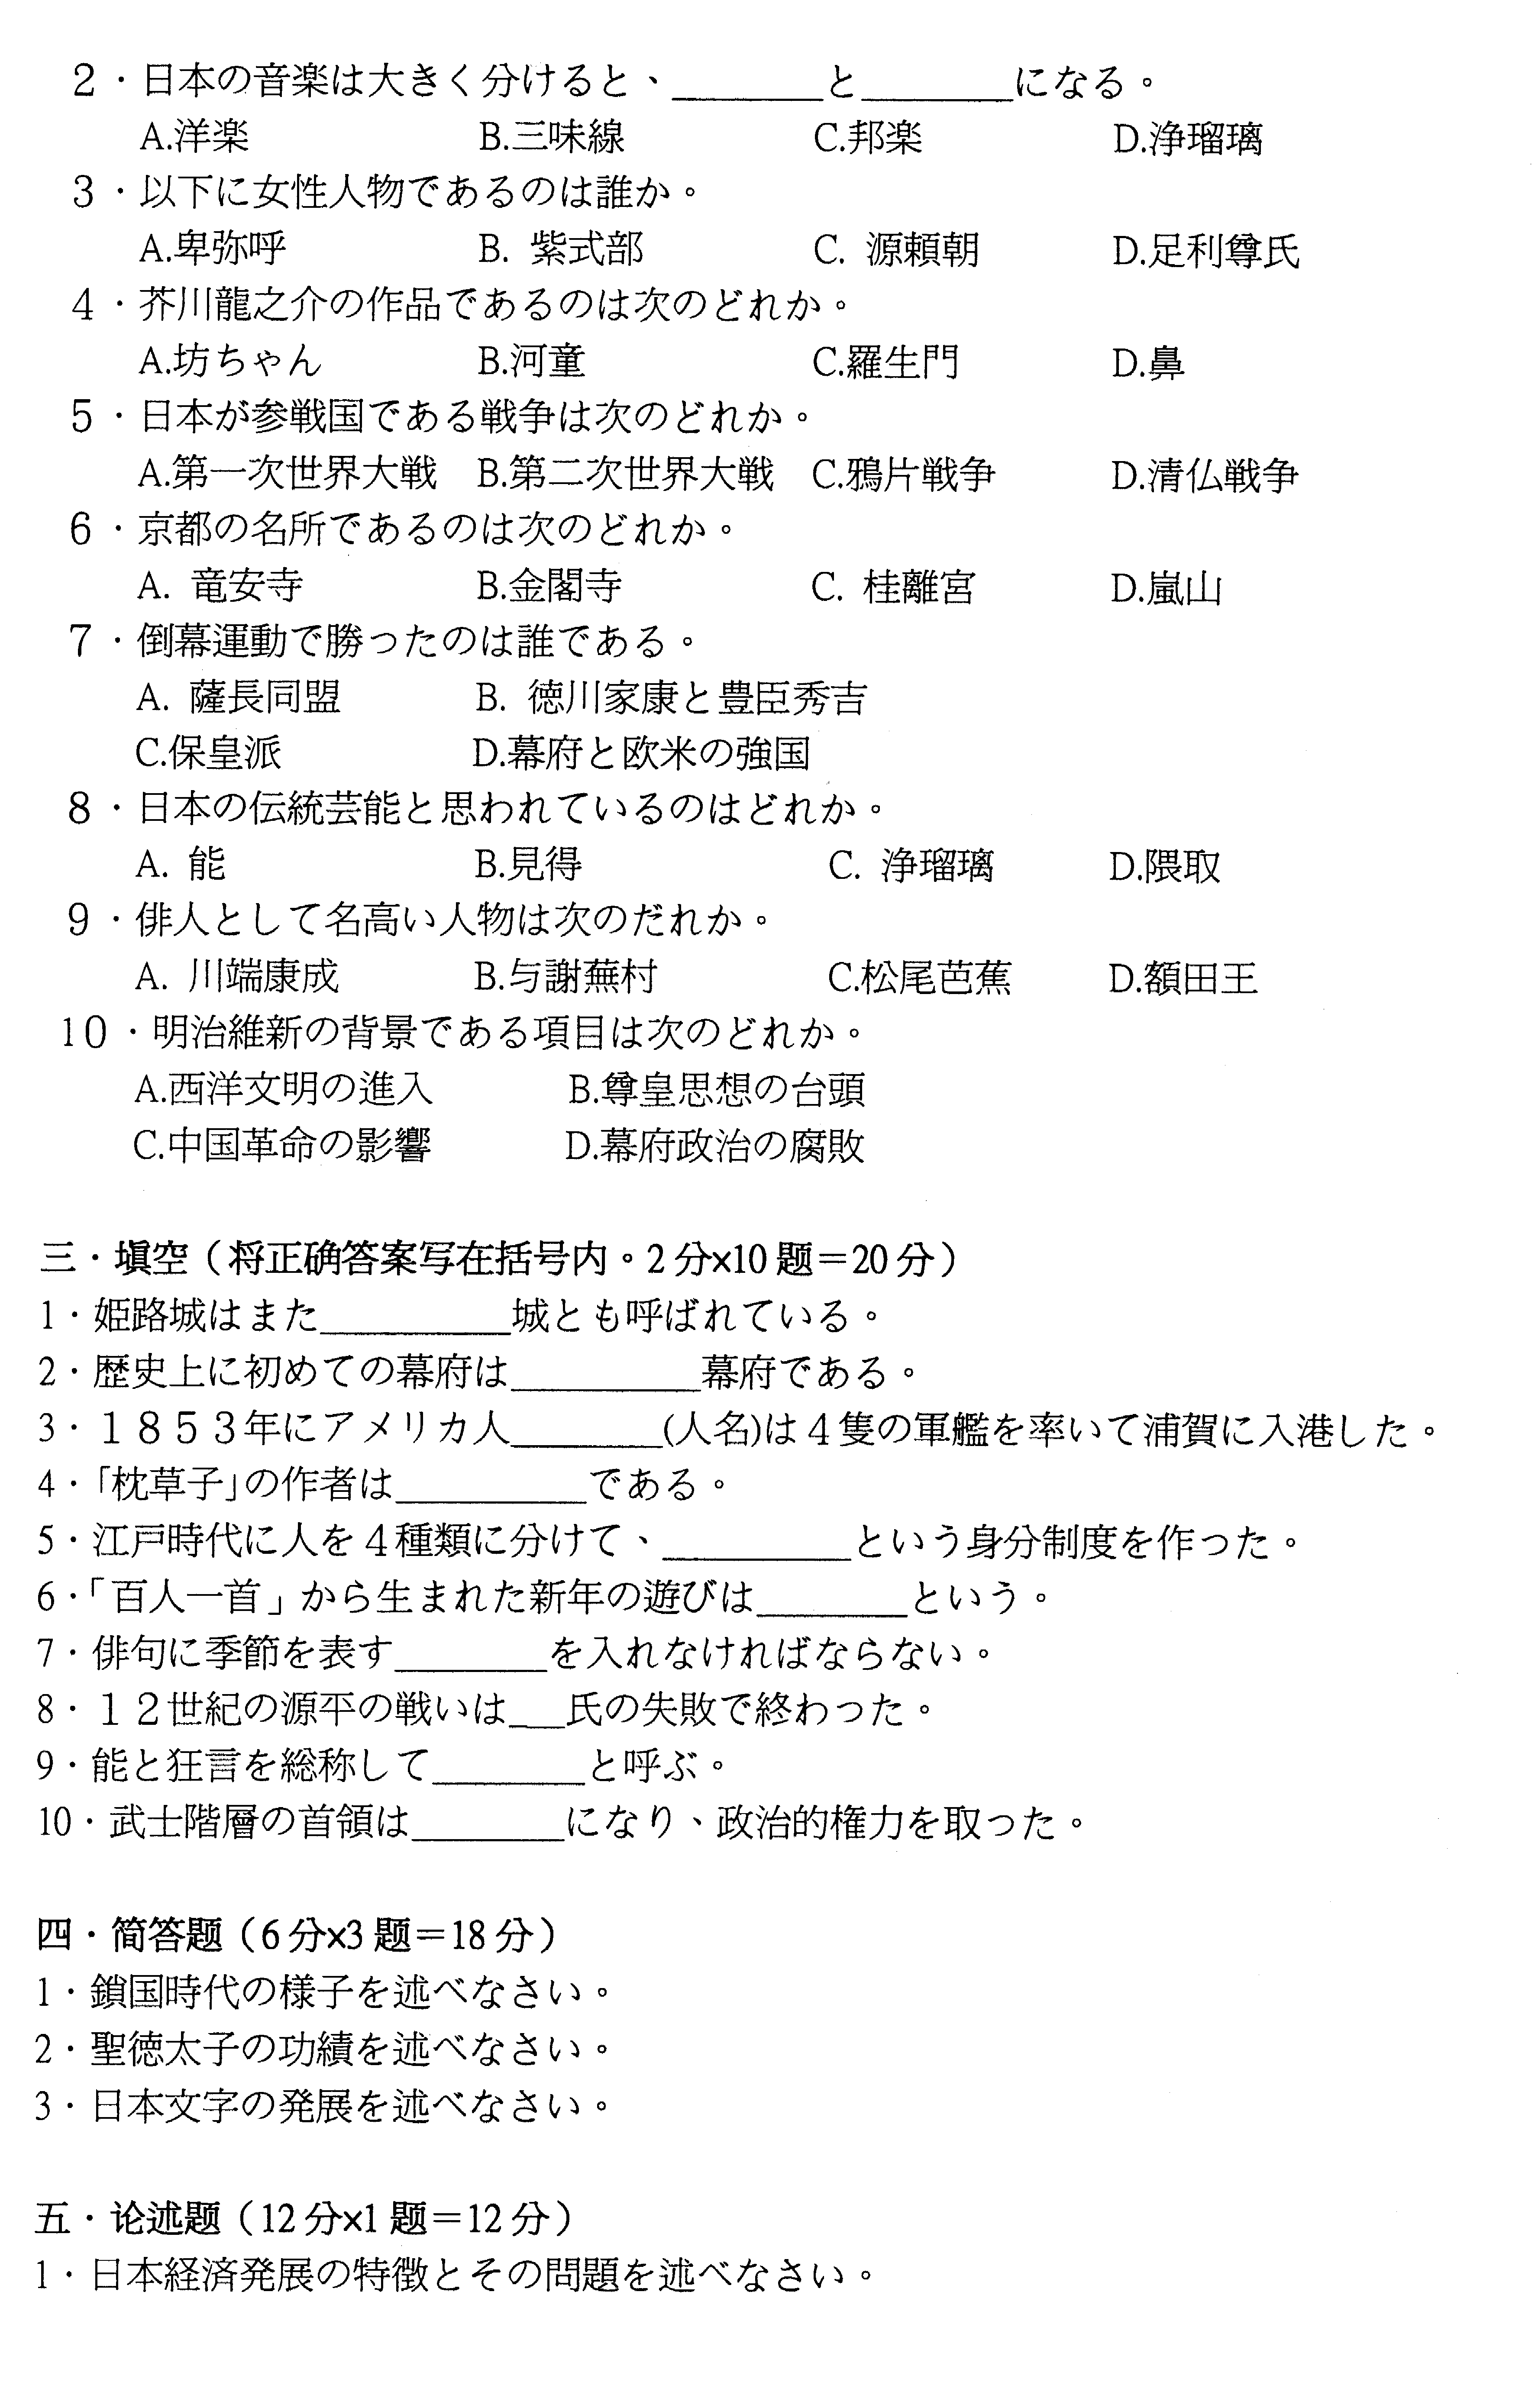 ２．日本の音楽は大きく分けると、________と________になる。
A.洋楽 B.三味線 C.邦楽 D.浄瑠璃
３．以下に女性人物であるのは誰か。
A.卑弥呼 B. 紫式部 C. 源頼朝 D.足利尊氏
４．芥川龍之介の作品であるのは次のどれか。
A.坊ちゃん B.河童 C.羅生門 D.鼻
５．日本が参戦国である戦争は次のどれか。
A.第一次世界大戦 B.第二次世界大戦 C.鴉片戦争 D.清仏戦争
６．京都の名所であるのは次のどれか。
A. 竜安寺 B.金閣寺 C. 桂離宮 D.嵐山
７．倒幕運動で勝ったのは誰である。
A. 薩長同盟 B. 徳川家康と豊臣秀吉
C.保皇派 D.幕府と欧米の強国
８．日本の伝統芸能と思われているのはどれか。
A. 能 B.見得 C. 浄瑠璃 D.隈取
９．俳人として名高い人物は次のだれか。
A. 川端康成 B.与謝蕪村 C.松尾芭蕉 D.額田王
１０．明治維新の背景である項目は次のどれか。
A.西洋文明の進入 B.尊皇思想の台頭
C.中国革命の影響 D.幕府政治の腐敗
三．填空（将正确答案写在括号内。2 分×10 题＝20 分）
1．姫路城はまた__________城とも呼ばれている。
2．歴史上に初めての幕府は__________幕府である。
3．１８５３年にアメリカ人________(人名)は４隻の軍艦を率いて浦賀に入港した。
4．「枕草子」の作者は__________である。
5．江戸時代に人を４種類に分けて、__________という身分制度を作った。
6．「百人一首」から生まれた新年の遊びは________という。
7．俳句に季節を表す________を入れなければならない。
8．１２世紀の源平の戦いは___氏の失敗で終わった。
9．能と狂言を総称して________と呼ぶ。
10．武士階層の首領は________になり、政治的権力を取った。
四．简答题（6 分×3 题＝18 分）
1．鎖国時代の様子を述べなさい。
2．聖徳太子の功績を述べなさい。
3．日本文字の発展を述べなさい。
五．论述题（12 分×1 题＝12 分）
1．日本経済発展の特徴とその問題を述べなさい。